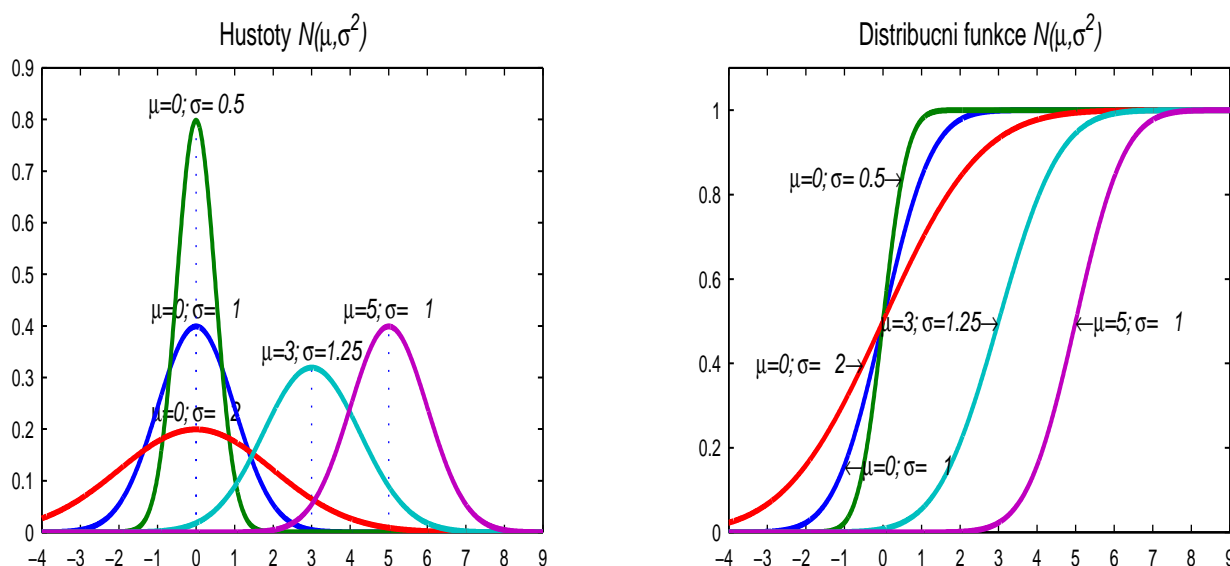 Hustoty N(μ,σ²)
0.9
0.8
0.7
0.6
0.5
0.4
0.3
0.2
0.1
0
−4 −3 −2 −1 0 1 2 3 4 5 6 7 8 9
μ=0; σ= 0.5
μ=0; σ= 1
μ=5; σ= 1
μ=3; σ=1.25
μ=0; σ= 2
Distribucni funkce N(μ,σ²)
1
0.8
0.6
0.4
0.2
0
−4 −3 −2 −1 0 1 2 3 4 5 6 7 8 9
μ=0; σ= 0.5→
μ=3; σ=1.25→
←μ=5; σ= 1
μ=0; σ= 2→
←μ=0; σ= 1